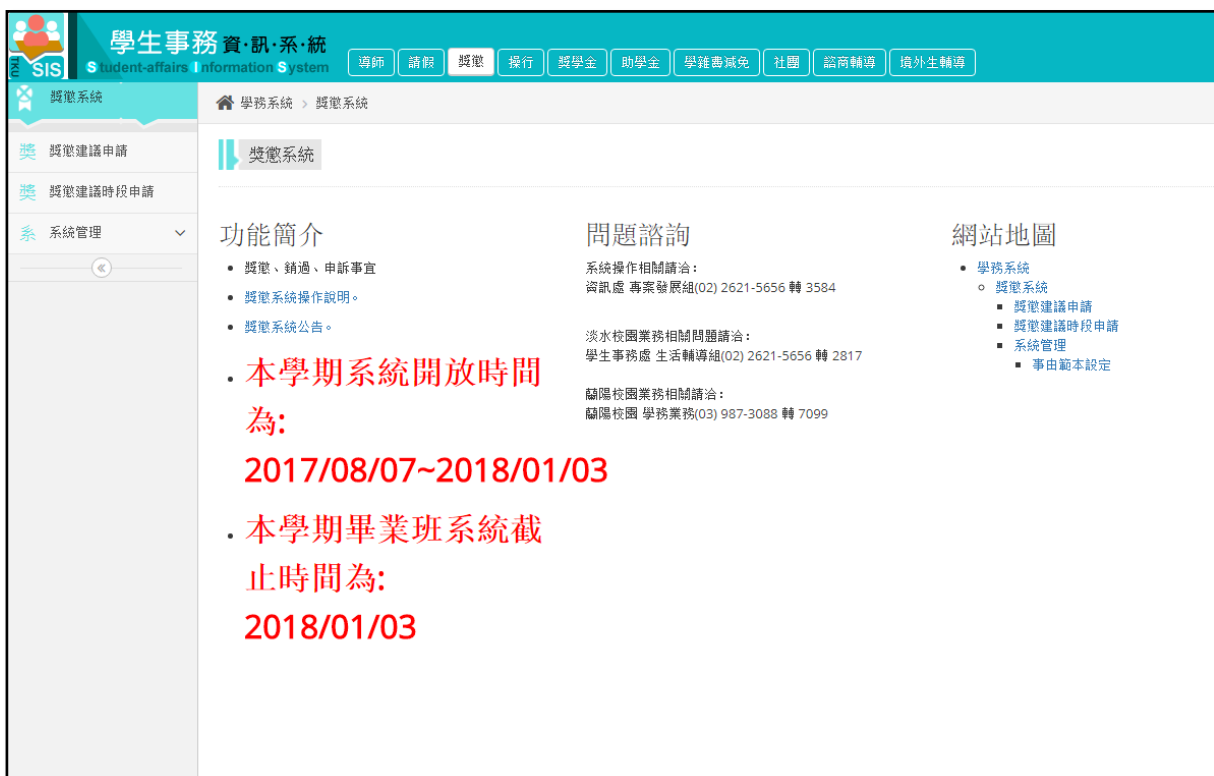 學生事務 資‧訊‧系‧統
TKU SIS
Student-affairs Information System
導師 請假 獎懲 操行 獎學金 助學金 學雜費減免 社團 諮商輔導 境外生輔導
獎懲系統
學務系統 > 獎懲系統
獎 獎懲建議申請
獎 獎懲建議時段申請
系 系統管理
獎懲系統
功能簡介
獎懲、銷過、申訴事宜
獎懲系統操作說明。
獎懲系統公告。
本學期系統開放時間
為:
2017/08/07~2018/01/03
本學期畢業班系統截
止時間為:
2018/01/03
問題諮詢
系統操作相關請洽：
資訊處 專案發展組(02) 2621-5656 轉 3584
淡水校園業務相關問題請洽：
學生事務處 生活輔導組(02) 2621-5656 轉 2817
蘭陽校園業務相關請洽：
蘭陽校園 學務業務(03) 987-3088 轉 7099
網站地圖
學務系統
獎懲系統
獎懲建議申請
獎懲建議時段申請
系統管理
事由範本設定